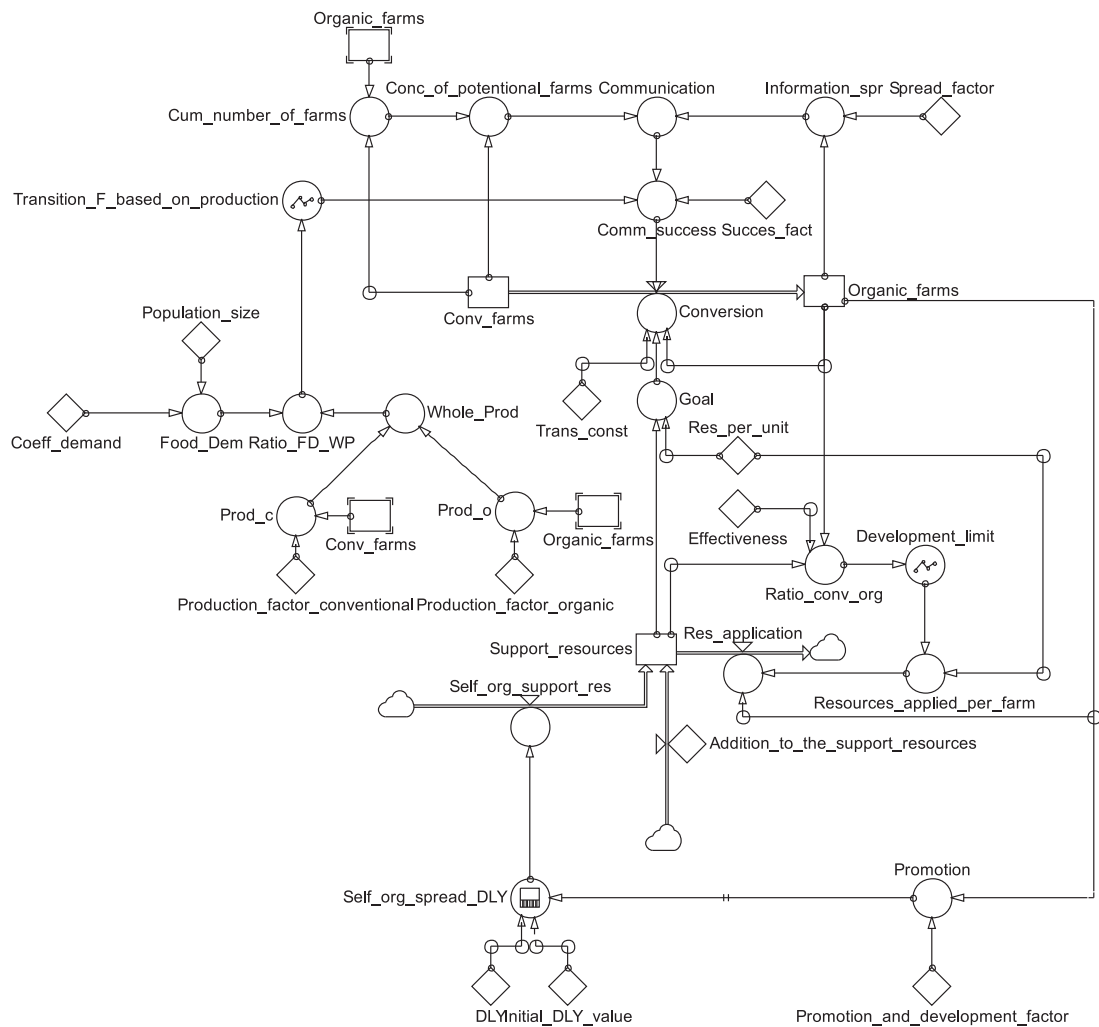 Organic_farms
Conc_of_potentional_farms
Communication
Information_spr
Spread_factor
Cum_number_of_farms
Transition_F_based_on_production
Comm_success
Succes_fact
Conv_farms
Organic_farms
Population_size
Conversion
Coeff_demand
Food_Dem
Ratio_FD_WP
Whole_Prod
Goal
Trans_const
Res_per_unit
Prod_c
Conv_farms
Prod_o
Organic_farms
Effectiveness
Development_limit
Production_factor_conventional
Production_factor_organic
Ratio_conv_org
Support_resources
Res_application
Self_org_support_res
Resources_applied_per_farm
Addition_to_the_support_resources
Promotion
Self_org_spread_DLY
DLY
Initial_DLY_value
Promotion_and_development_factor